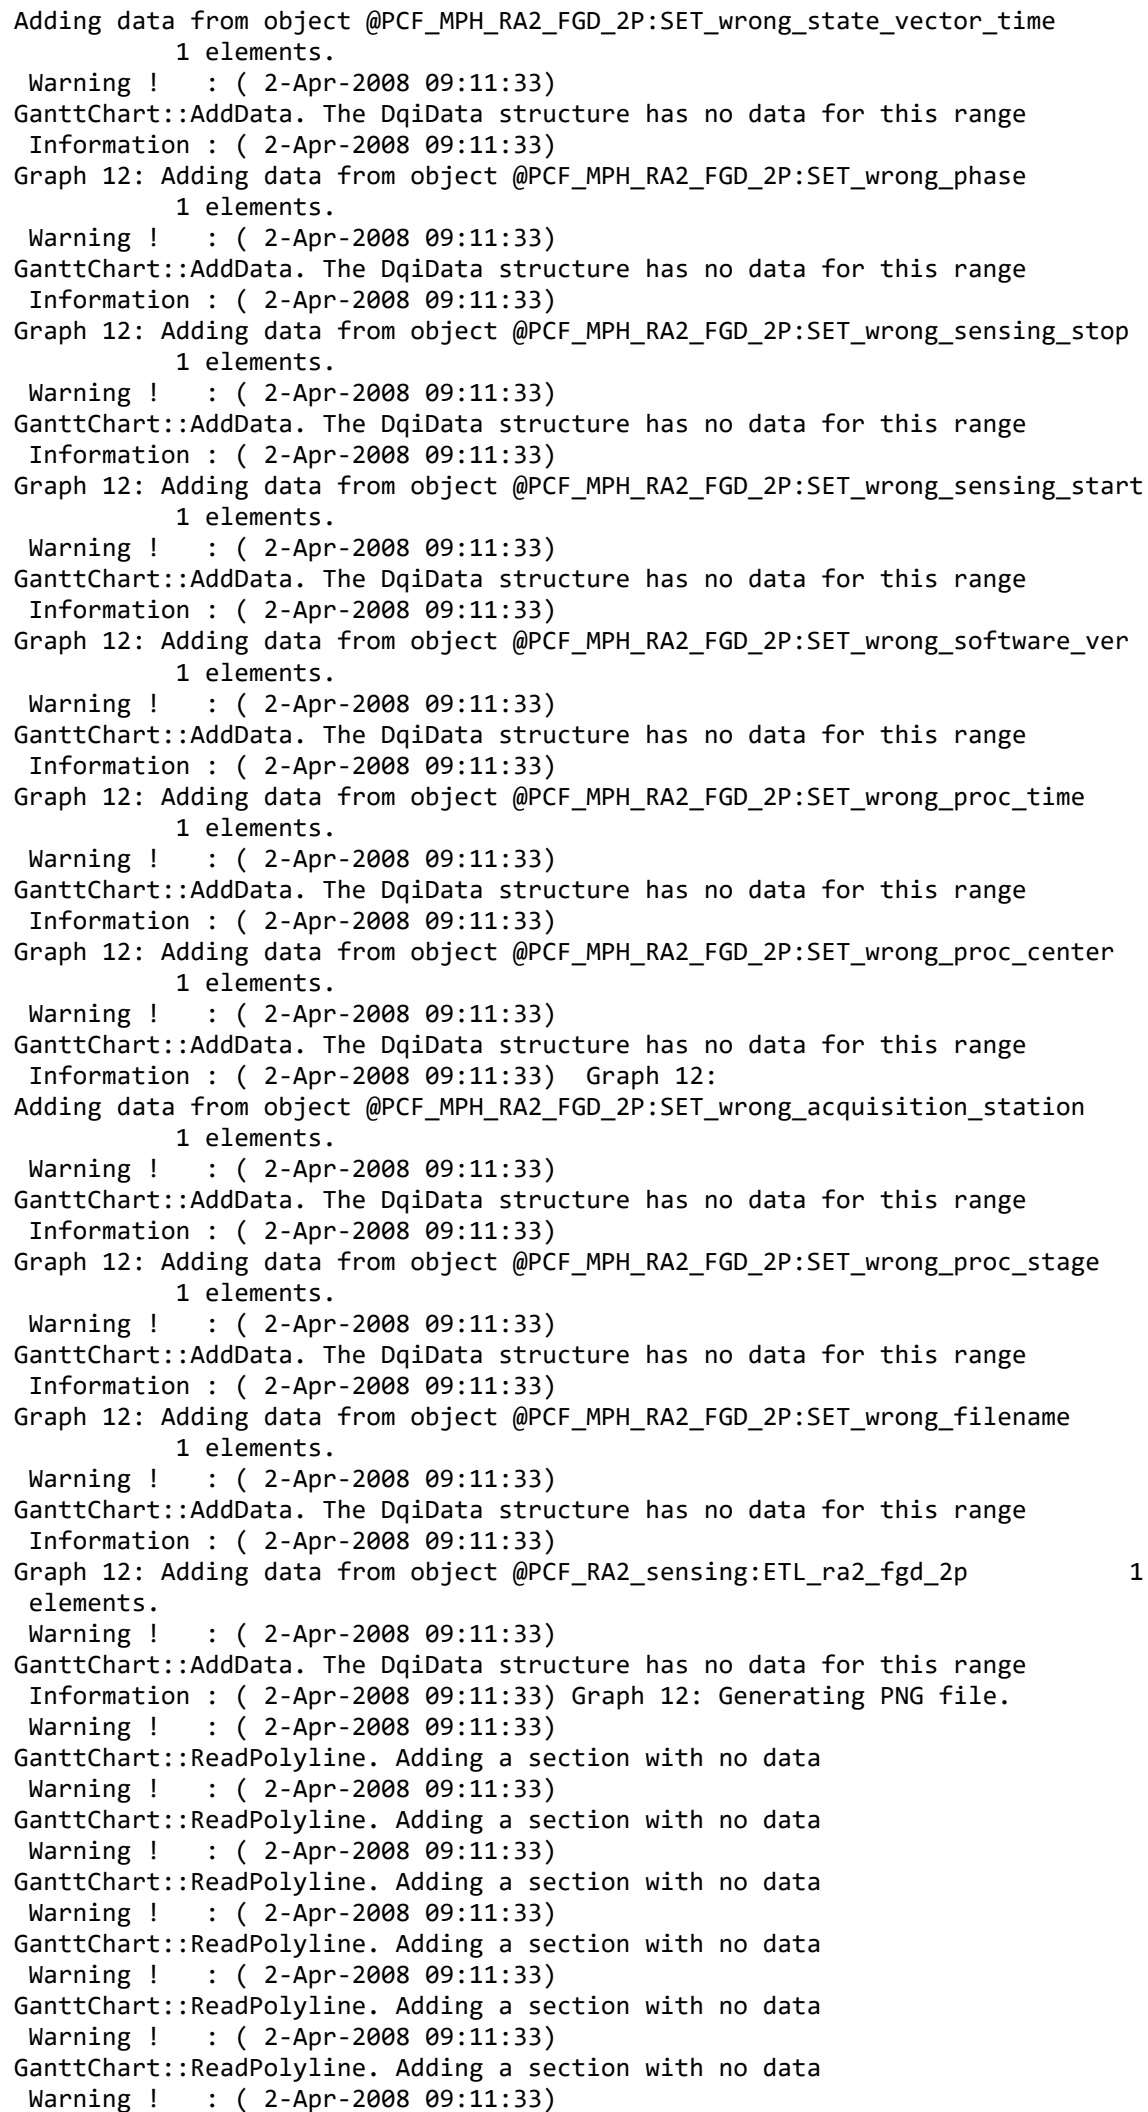 Adding data from object @PCF_MPH_RA2_FGD_2P:SET_wrong_state_vector_time
           1 elements.
 Warning !   : ( 2-Apr-2008 09:11:33)
GanttChart::AddData. The DqiData structure has no data for this range
 Information : ( 2-Apr-2008 09:11:33)
Graph 12: Adding data from object @PCF_MPH_RA2_FGD_2P:SET_wrong_phase
           1 elements.
 Warning !   : ( 2-Apr-2008 09:11:33)
GanttChart::AddData. The DqiData structure has no data for this range
 Information : ( 2-Apr-2008 09:11:33)
Graph 12: Adding data from object @PCF_MPH_RA2_FGD_2P:SET_wrong_sensing_stop
           1 elements.
 Warning !   : ( 2-Apr-2008 09:11:33)
GanttChart::AddData. The DqiData structure has no data for this range
 Information : ( 2-Apr-2008 09:11:33)
Graph 12: Adding data from object @PCF_MPH_RA2_FGD_2P:SET_wrong_sensing_start
           1 elements.
 Warning !   : ( 2-Apr-2008 09:11:33)
GanttChart::AddData. The DqiData structure has no data for this range
 Information : ( 2-Apr-2008 09:11:33)
Graph 12: Adding data from object @PCF_MPH_RA2_FGD_2P:SET_wrong_software_ver
           1 elements.
 Warning !   : ( 2-Apr-2008 09:11:33)
GanttChart::AddData. The DqiData structure has no data for this range
 Information : ( 2-Apr-2008 09:11:33)
Graph 12: Adding data from object @PCF_MPH_RA2_FGD_2P:SET_wrong_proc_time
           1 elements.
 Warning !   : ( 2-Apr-2008 09:11:33)
GanttChart::AddData. The DqiData structure has no data for this range
 Information : ( 2-Apr-2008 09:11:33)
Graph 12: Adding data from object @PCF_MPH_RA2_FGD_2P:SET_wrong_proc_center
           1 elements.
 Warning !   : ( 2-Apr-2008 09:11:33)
GanttChart::AddData. The DqiData structure has no data for this range
 Information : ( 2-Apr-2008 09:11:33)  Graph 12:
Adding data from object @PCF_MPH_RA2_FGD_2P:SET_wrong_acquisition_station
           1 elements.
 Warning !   : ( 2-Apr-2008 09:11:33)
GanttChart::AddData. The DqiData structure has no data for this range
 Information : ( 2-Apr-2008 09:11:33)
Graph 12: Adding data from object @PCF_MPH_RA2_FGD_2P:SET_wrong_proc_stage
           1 elements.
 Warning !   : ( 2-Apr-2008 09:11:33)
GanttChart::AddData. The DqiData structure has no data for this range
 Information : ( 2-Apr-2008 09:11:33)
Graph 12: Adding data from object @PCF_MPH_RA2_FGD_2P:SET_wrong_filename
           1 elements.
 Warning !   : ( 2-Apr-2008 09:11:33)
GanttChart::AddData. The DqiData structure has no data for this range
 Information : ( 2-Apr-2008 09:11:33)
Graph 12: Adding data from object @PCF_RA2_sensing:ETL_ra2_fgd_2p           1
 elements.
 Warning !   : ( 2-Apr-2008 09:11:33)
GanttChart::AddData. The DqiData structure has no data for this range
 Information : ( 2-Apr-2008 09:11:33) Graph 12: Generating PNG file.
 Warning !   : ( 2-Apr-2008 09:11:33)
GanttChart::ReadPolyline. Adding a section with no data
 Warning !   : ( 2-Apr-2008 09:11:33)
GanttChart::ReadPolyline. Adding a section with no data
 Warning !   : ( 2-Apr-2008 09:11:33)
GanttChart::ReadPolyline. Adding a section with no data
 Warning !   : ( 2-Apr-2008 09:11:33)
GanttChart::ReadPolyline. Adding a section with no data
 Warning !   : ( 2-Apr-2008 09:11:33)
GanttChart::ReadPolyline. Adding a section with no data
 Warning !   : ( 2-Apr-2008 09:11:33)
GanttChart::ReadPolyline. Adding a section with no data
 Warning !   : ( 2-Apr-2008 09:11:33)